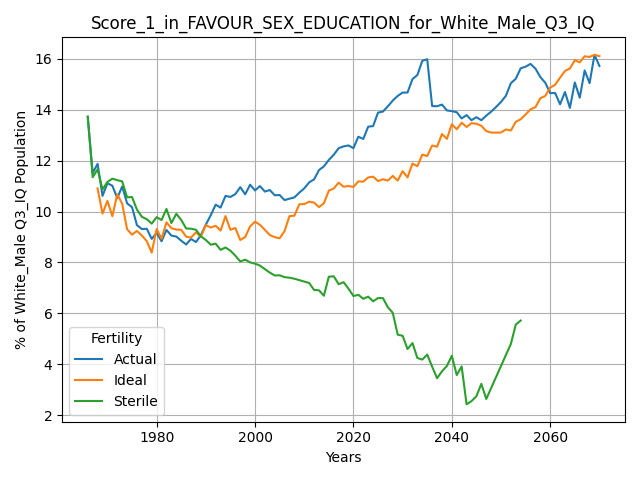 Score_1_in_FAVOUR_SEX_EDUCATION_for_White_Male_Q3_IQ
% of White_Male Q3_IQ Population
16
14
12
10
8
6
4
2
Fertility
Actual
Ideal
Sterile
1980 2000 2020 2040 2060
Years